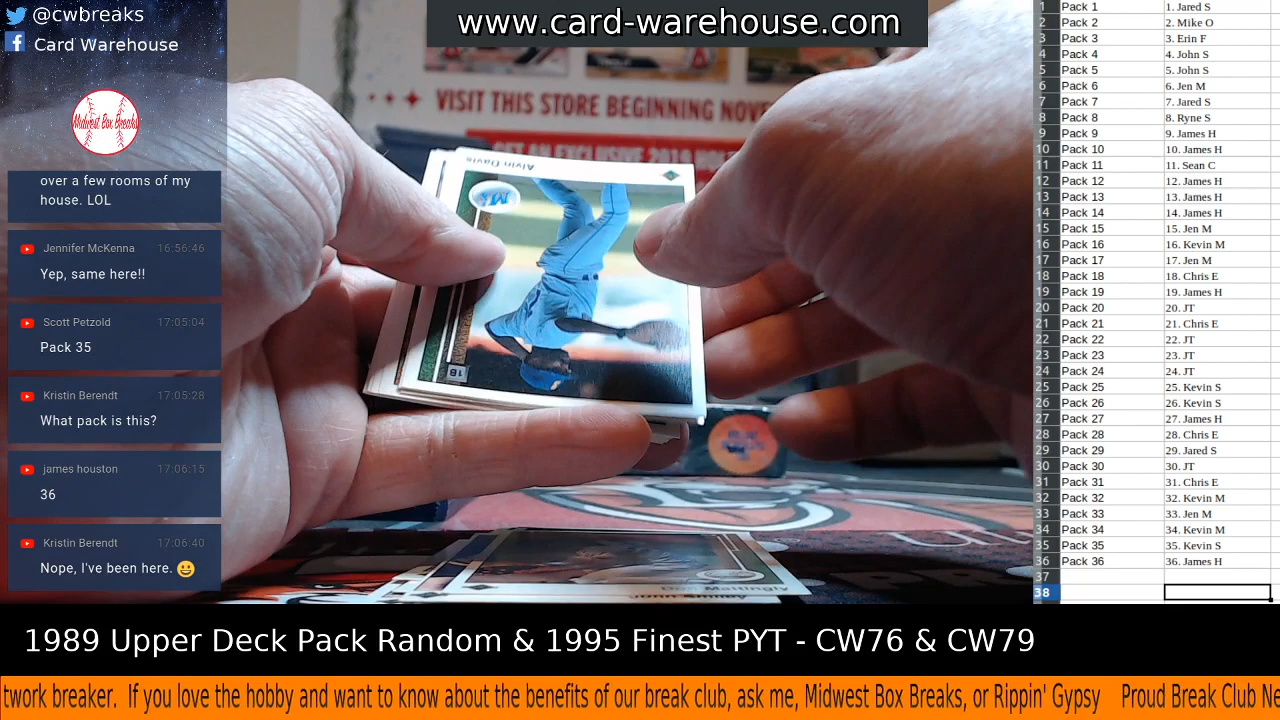 @cwbreaks
Card Warehouse
Midwest Box Breaks
over a few rooms of my
house. LOL
Jennifer McKenna 16:56:46
Yep, same here!!
Scott Petzold 17:05:04
Pack 35
Kristin Berendt 17:05:28
What pack is this?
james houston 17:06:15
36
Kristin Berendt 17:06:40
Nope, I've been here. 😀
www.card-warehouse.com
VISIT THIS STORE BEGINNING NOVE
Alvin Davis
1B
Don Mattingly
1 Pack 1 1. Jared S
2 Pack 2 2. Mike O
3 Pack 3 3. Erin F
4 Pack 4 4. John S
5 Pack 5 5. John S
6 Pack 6 6. Jen M
7 Pack 7 7. Jared S
8 Pack 8 8. Ryne S
9 Pack 9 9. James H
10 Pack 10 10. James H
11 Pack 11 11. Sean C
12 Pack 12 12. James H
13 Pack 13 13. James H
14 Pack 14 14. James H
15 Pack 15 15. Jen M
16 Pack 16 16. Kevin M
17 Pack 17 17. Jen M
18 Pack 18 18. Chris E
19 Pack 19 19. James H
20 Pack 20 20. JT
21 Pack 21 21. Chris E
22 Pack 22 22. JT
23 Pack 23 23. JT
24 Pack 24 24. JT
25 Pack 25 25. Kevin S
26 Pack 26 26. Kevin S
27 Pack 27 27. James H
28 Pack 28 28. Chris E
29 Pack 29 29. Jared S
30 Pack 30 30. JT
31 Pack 31 31. Chris E
32 Pack 32 32. Kevin M
33 Pack 33 33. Jen M
34 Pack 34 34. Kevin M
35 Pack 35 35. Kevin S
36 Pack 36 36. James H
37
38
1989 Upper Deck Pack Random & 1995 Finest PYT - CW76 & CW79
twork breaker. If you love the hobby and want to know about the benefits of our break club, ask me, Midwest Box Breaks, or Rippin' Gypsy Proud Break Club Ne